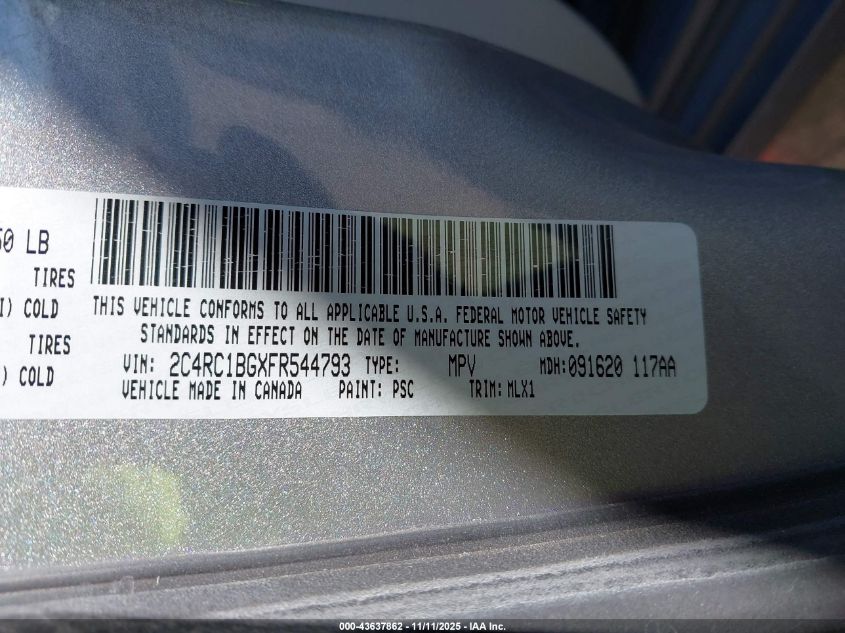 50 LB
TIRES
I) COLD
TIRES
) COLD
THIS VEHICLE CONFORMS TO ALL APPLICABLE U.S.A. FEDERAL MOTOR VEHICLE SAFETY
STANDARDS IN EFFECT ON THE DATE OF MANUFACTURE SHOWN ABOVE.
VIN: 2C4RC1BGXFR544793 TYPE: MPV MDH:091620 117AA
VEHICLE MADE IN CANADA PAINT: PSC TRIM: MLX1
000-43637862 - 11/11/2025 - IAA Inc.